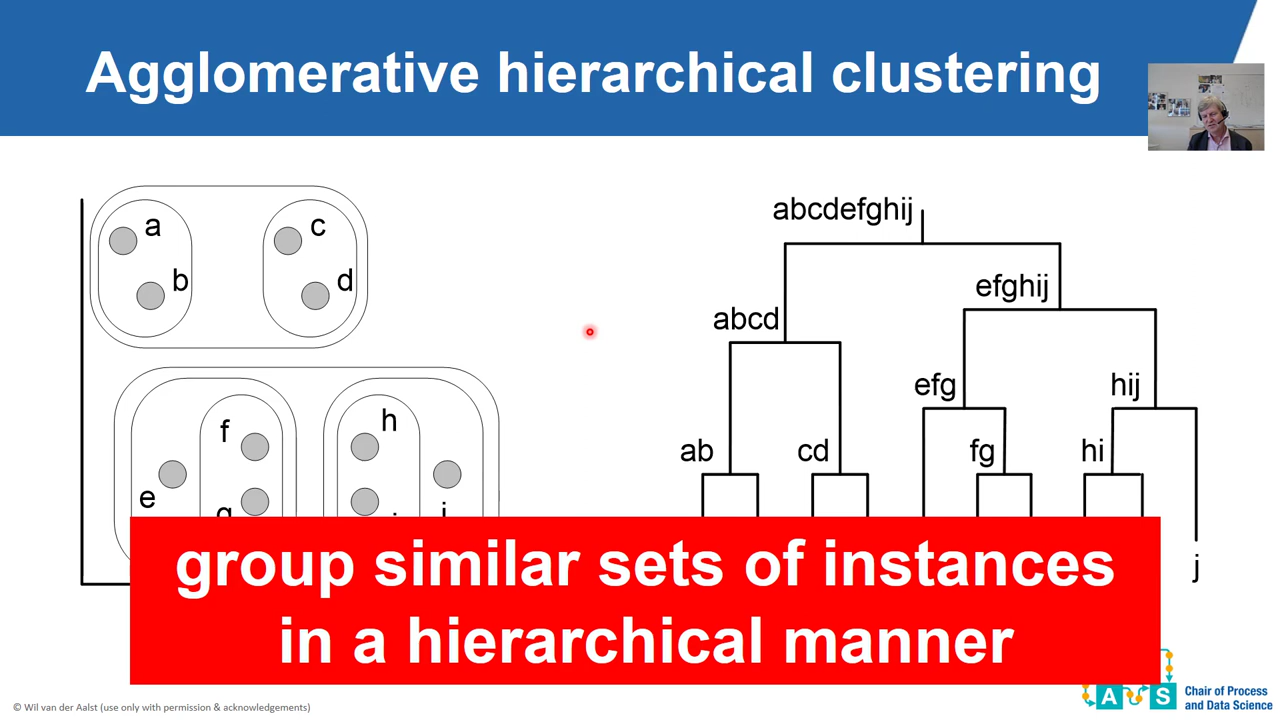 Agglomerative hierarchical clustering
a
b
c
d
f
e
g
h
i
j
abcdefghij
efghij
abcd
efg
hij
ab
cd
fg
hi
j
group similar sets of instances
in a hierarchical manner
© Wil van der Aalst (use only with permission & acknowledgements)
Chair of Process
and Data Science